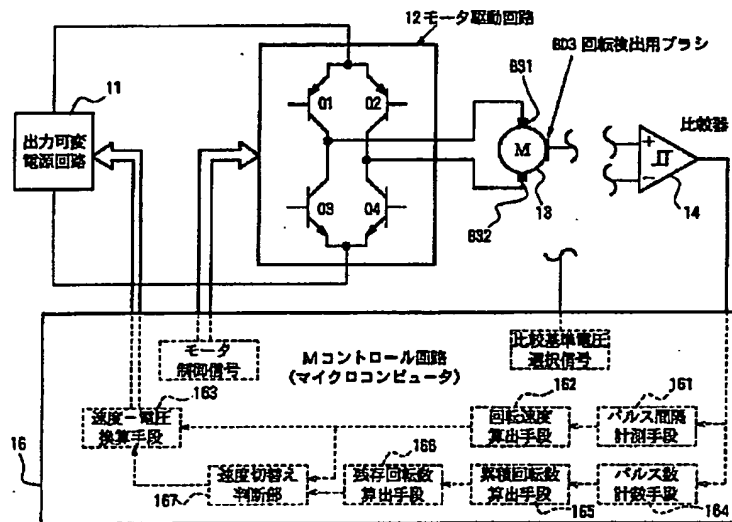 12モータ駆動回路
BD3 回転検出用ブラシ
11
出力可変
電源回路
Q1
Q2
Q3
Q4
B31
M
B32
13
比較器
+
-
14
モータ
制御信号
Mコントロール回路
(マイクロコンピュータ)
比較基準電圧
選択信号
16
163
速度ー電圧
換算手段
162
回転速度
算出手段
161
パルス間隔
計測手段
167
速度切替え
判断部
166
残存回転数
算出手段
累積回転数
算出手段
165
パルス数
計数手段
164